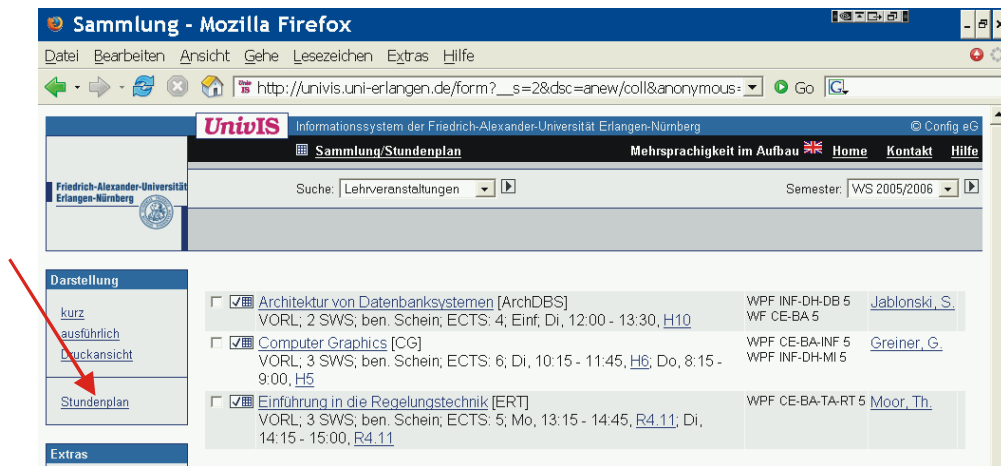 Sammlung - Mozilla Firefox
Datei Bearbeiten Ansicht Gehe Lesezeichen Extras Hilfe
http://univis.uni-erlangen.de/form?__s=2&dsc=anew/coll&anonymous= Go G
UnivIS Informationssystem der Friedrich-Alexander-Universität Erlangen-Nürnberg © Config eG
Sammlung/Stundenplan Mehrsprachigkeit im Aufbau Home Kontakt Hilfe
Friedrich-Alexander-Universität
Erlangen-Nürnberg
Suche: Lehrveranstaltungen Semester: WS 2005/2006
Darstellung
kurz
ausführlich
Druckansicht
Stundenplan
Extras
Architektur von Datenbanksystemen [ArchDBS] WPF INF-DH-DB 5 Jablonski, S.
VORL; 2 SWS; ben. Schein; ECTS: 4; Einf; Di, 12:00 - 13:30, H10 WF CE-BA 5
Computer Graphics [CG] WPF CE-BA-INF 5 Greiner, G.
VORL; 3 SWS; ben. Schein; ECTS: 6; Di, 10:15 - 11:45, H6; Do, 8:15 - WPF INF-DH-MI 5
9:00, H5
Einführung in die Regelungstechnik [ERT] WPF CE-BA-TA-RT 5 Moor, Th.
VORL; 3 SWS; ben. Schein; ECTS: 5; Mo, 13:15 - 14:45, R4.11; Di,
14:15 - 15:00, R4.11